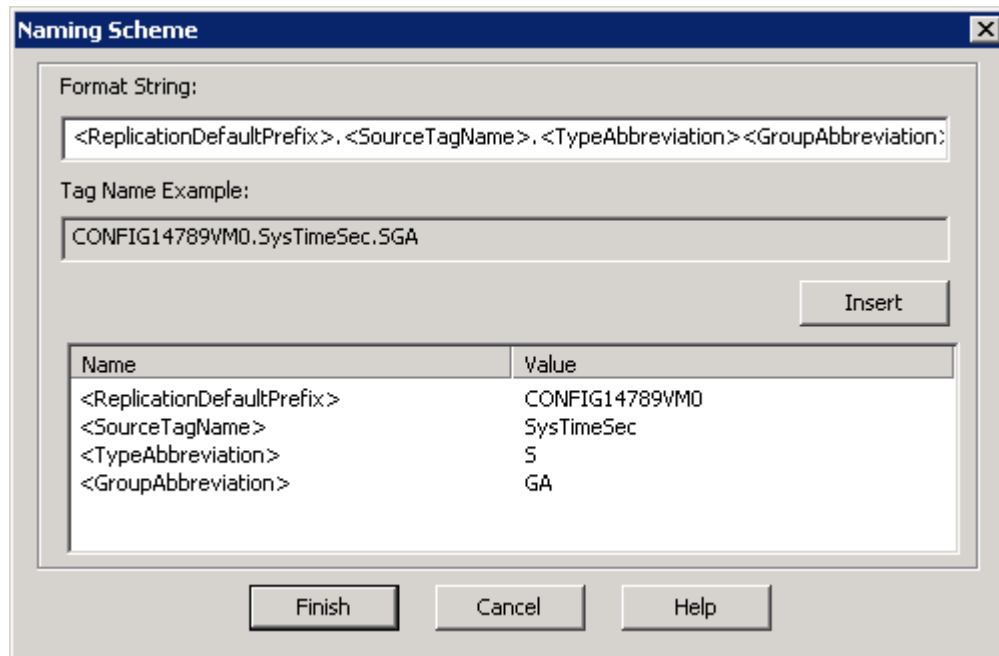 Naming Scheme
Format String:
<ReplicationDefaultPrefix>.<SourceTagName>.<TypeAbbreviation><GroupAbbreviation>
Tag Name Example:
CONFIG14789VM0.SysTimeSec.SGA
Insert
Name Value
<ReplicationDefaultPrefix> CONFIG14789VM0
<SourceTagName> SysTimeSec
<TypeAbbreviation> S
<GroupAbbreviation> GA
Finish Cancel Help